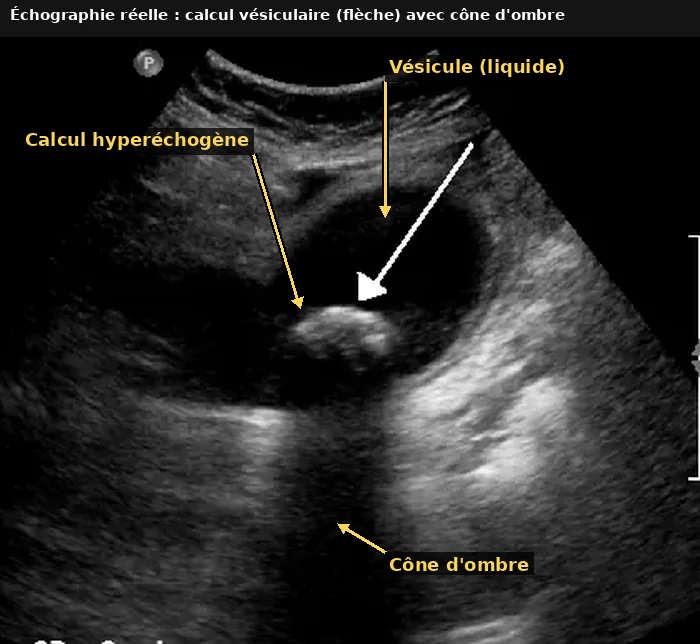 Échographie réelle : calcul vésiculaire (flèche) avec cône d'ombre
P
Vésicule (liquide)
Calcul hyperéchogène
Cône d'ombre